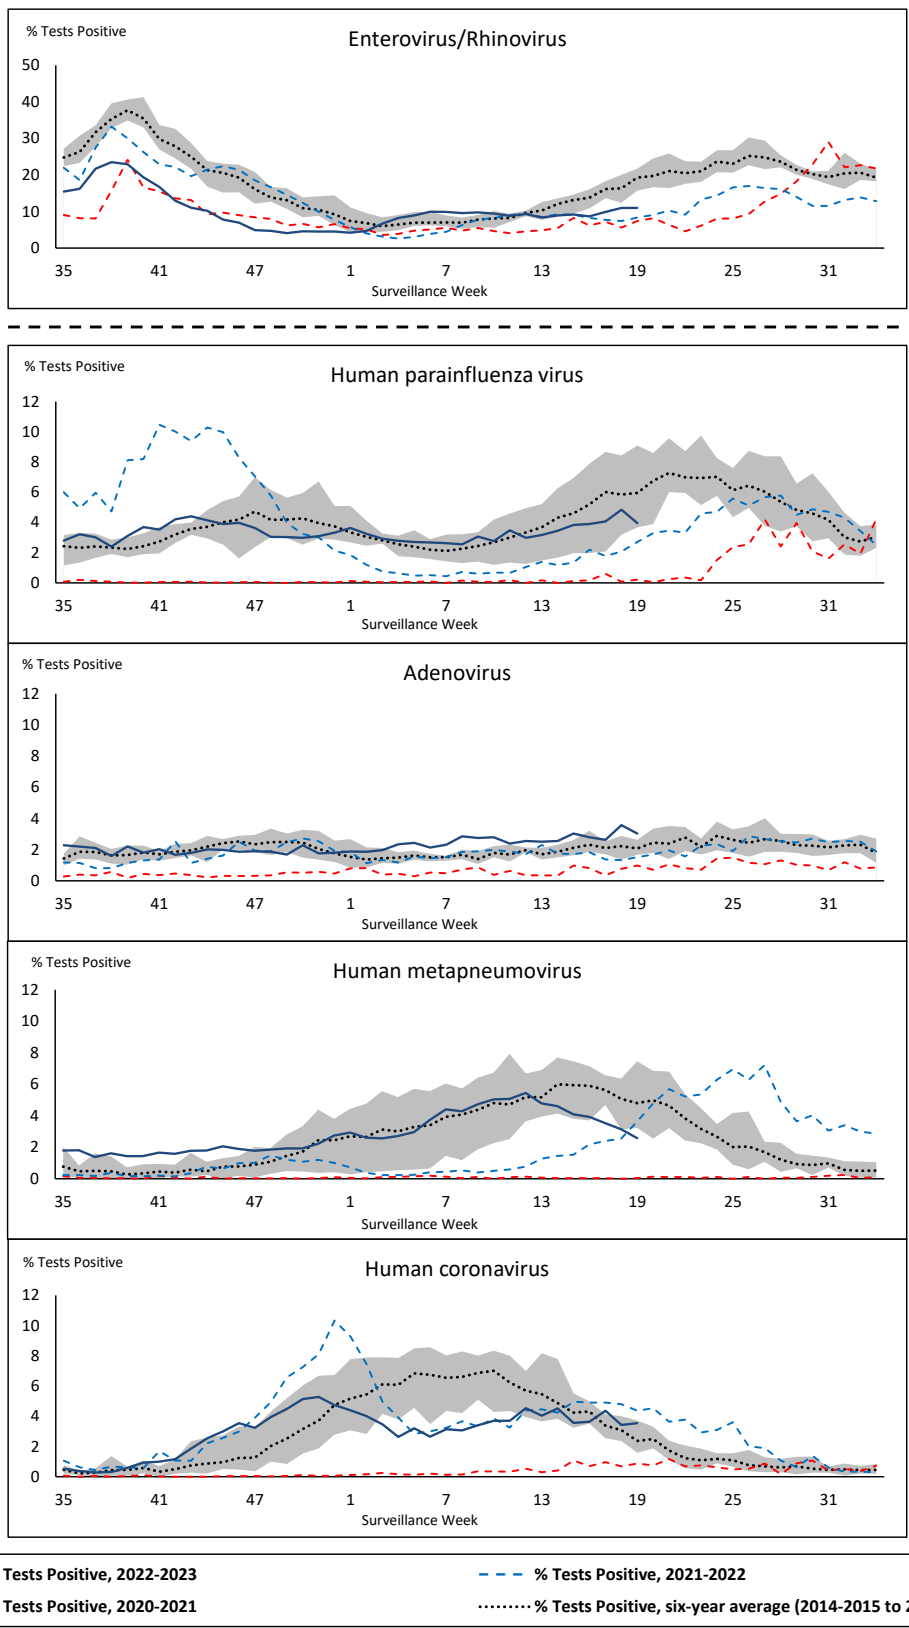 % Tests Positive
Enterovirus/Rhinovirus
50
40
30
20
10
0
35 41 47 1 7 13 19 25 31
Surveillance Week
% Tests Positive
Human parainfluenza virus
12
10
8
6
4
2
0
35 41 47 1 7 13 19 25 31
Surveillance Week
% Tests Positive
Adenovirus
12
10
8
6
4
2
0
35 41 47 1 7 13 19 25 31
Surveillance Week
% Tests Positive
Human metapneumovirus
12
10
8
6
4
2
0
35 41 47 1 7 13 19 25 31
Surveillance Week
% Tests Positive
Human coronavirus
12
10
8
6
4
2
0
35 41 47 1 7 13 19 25 31
Surveillance Week
Tests Positive, 2022-2023 % Tests Positive, 2021-2022
Tests Positive, 2020-2021 % Tests Positive, six-year average (2014-2015 to